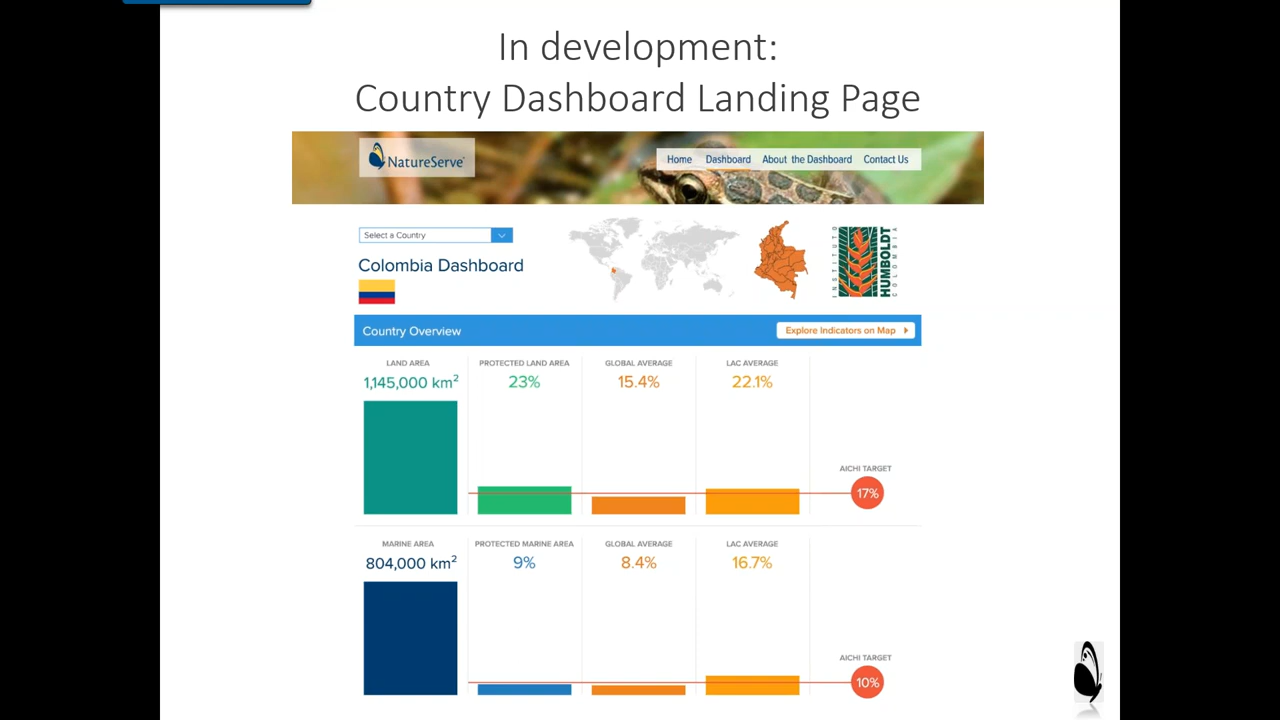 In development:
Country Dashboard Landing Page
NatureServe
Home Dashboard About the Dashboard Contact Us
Select a Country
Colombia Dashboard
INSTITUTO
HUMBOLDT
COLOMBIA
Country Overview
Explore Indicators on Map
LAND AREA PROTECTED LAND AREA GLOBAL AVERAGE LAC AVERAGE
1,145,000 km² 23% 15.4% 22.1%
AICHI TARGET
17%
MARINE AREA PROTECTED MARINE AREA GLOBAL AVERAGE LAC AVERAGE
804,000 km² 9% 8.4% 16.7%
AICHI TARGET
10%